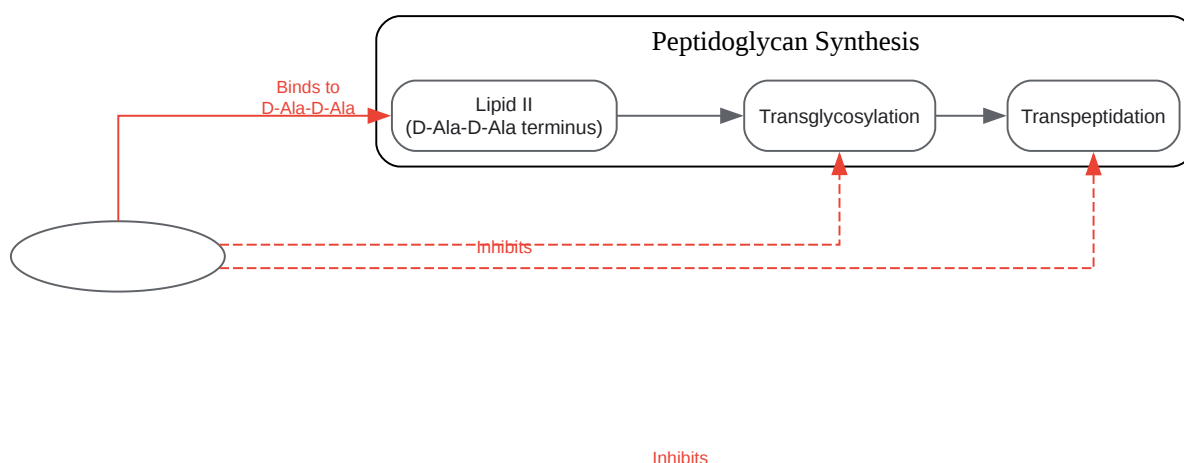 Peptidoglycan Synthesis
Binds to
D-Ala-D-Ala
Lipid II
(D-Ala-D-Ala terminus)
Transglycosylation
Transpeptidation
Inhibits
Inhibits